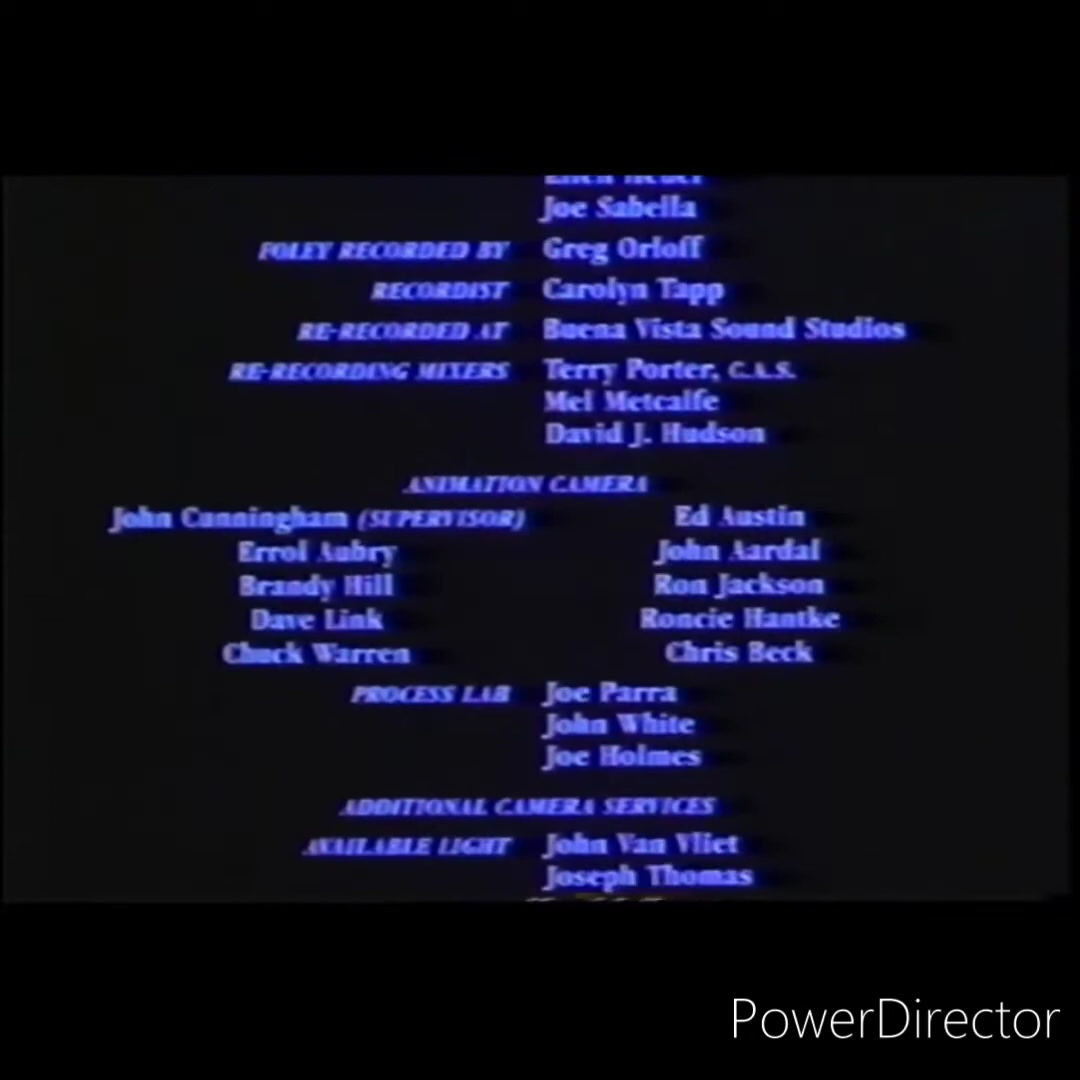 Joe Sabella
FOLEY RECORDED BY Greg Orloff
RECORDIST Carolyn Tapp
RE-RECORDED AT Buena Vista Sound Studios
RE-RECORDING MIXERS Terry Porter, C.A.S.
Mel Metcalfe
David J. Hudson
ANIMATION CAMERA
John Cunningham (SUPERVISOR) Ed Austin
Errol Aubry John Aardal
Brandy Hill Ron Jackson
Dave Link Roncie Hantke
Chuck Warren Chris Beck
PROCESS LAB Joe Parra
John White
Joe Holmes
ADDITIONAL CAMERA SERVICES
AVAILABLE LIGHT John Van Vliet
Joseph Thomas
PowerDirector